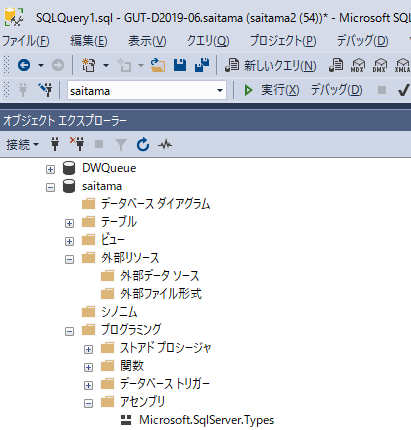 SQLQuery1.sql - GUT-D2019-06.saitama (saitama2 (54))* - Microsoft SQ
ファイル(F) 編集(E) 表示(V) クエリ(Q) プロジェクト(P) デバッグ(D)
新しいクエリ(N) MDX DMX XMLA
saitama 実行(X) デバッグ(D)
オブジェクト エクスプローラー
接続
DWQueue
saitama
データベース ダイアグラム
テーブル
ビュー
外部リソース
外部データ ソース
外部ファイル形式
シノニム
プログラミング
ストアド プロシージャ
関数
データベース トリガー
アセンブリ
Microsoft.SqlServer.Types